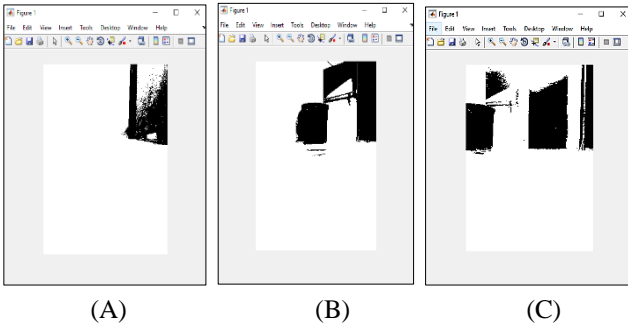 Figure 1
File Edit View Insert Tools Desktop Window Help
Figure 1
File Edit View Insert Tools Desktop Window Help
Figure 1
File Edit View Insert Tools Desktop Window Help
(A) (B) (C)